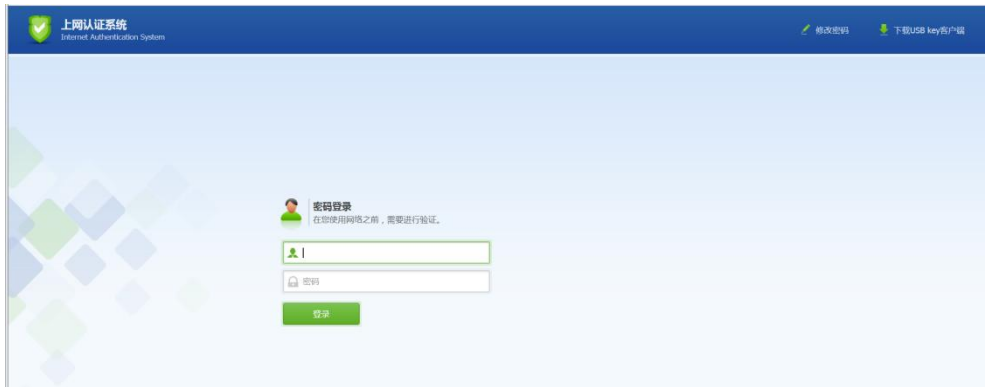 上网认证系统
Internet Authentication System
修改密码
下载USB key客户端
密码登录
在您使用网络之前，需要进行验证。
密码
登录